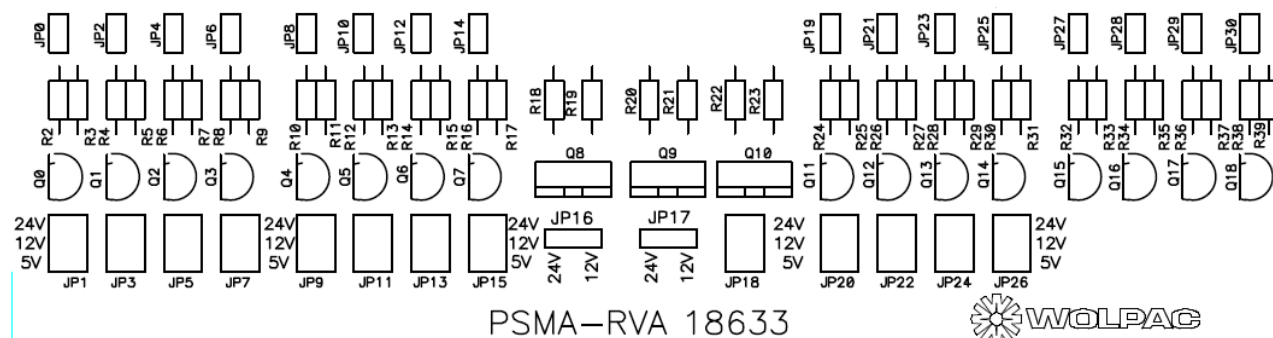 JP0 JP2 JP4 JP6 JP8 JP10 JP12 JP14 JP19 JP21 JP23 JP25 JP27 JP28 JP29 JP30
R18 R19 R20 R21 R22 R23
R2 R3 R4 R5 R6 R7 R8 R9 R10 R11 R12 R13 R14 R15 R16 R17 R24 R25 R26 R27 R28 R29 R30 R31 R32 R33 R34 R35 R36 R37 R38 R39
Q0 Q1 Q2 Q3 Q4 Q5 Q6 Q7 Q8 Q9 Q10 Q11 Q12 Q13 Q14 Q15 Q16 Q17 Q18
JP16 JP17
24V 24V 24V 24V 24V
12V 12V 12V 12V 12V
5V 5V 5V 5V 5V
24V 12V 24V 12V
JP1 JP3 JP5 JP7 JP9 JP11 JP13 JP15 JP18 JP20 JP22 JP24 JP26
PSMA-RVA 18633
WOLPAC